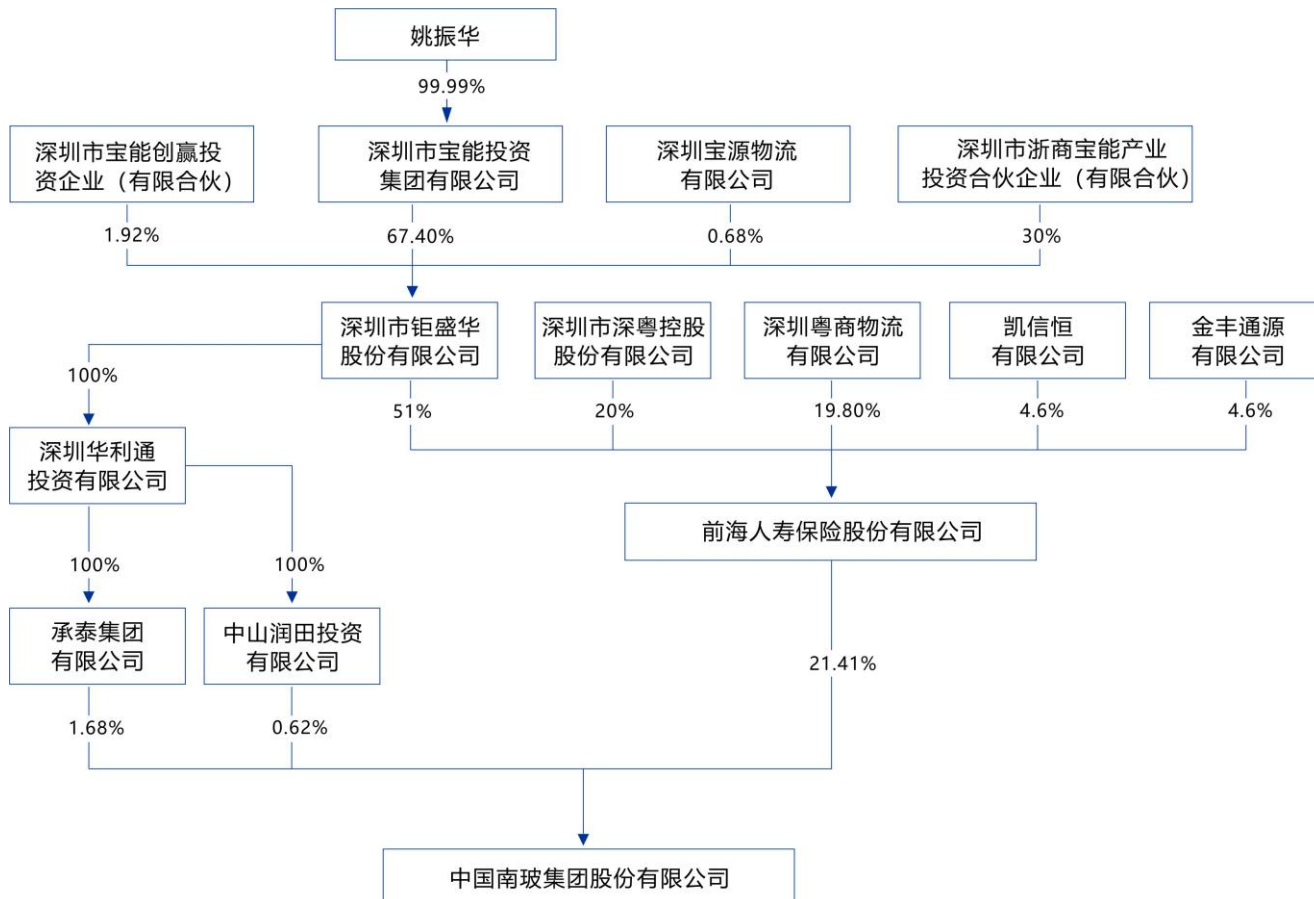 姚振华
99.99%
深圳市宝能创赢投
资企业（有限合伙）
深圳市宝能投资
集团有限公司
深圳宝源物流
有限公司
深圳市浙商宝能产业
投资合伙企业（有限合伙）
1.92%
67.40%
0.68%
30%
深圳市钜盛华
股份有限公司
深圳市深粤控股
股份有限公司
深圳粤商物流
有限公司
凯信恒
有限公司
金丰通源
有限公司
100%
51%
20%
19.80%
4.6%
4.6%
深圳华利通
投资有限公司
前海人寿保险股份有限公司
100%
100%
承泰集团
有限公司
中山润田投资
有限公司
21.41%
1.68%
0.62%
中国南玻集团股份有限公司